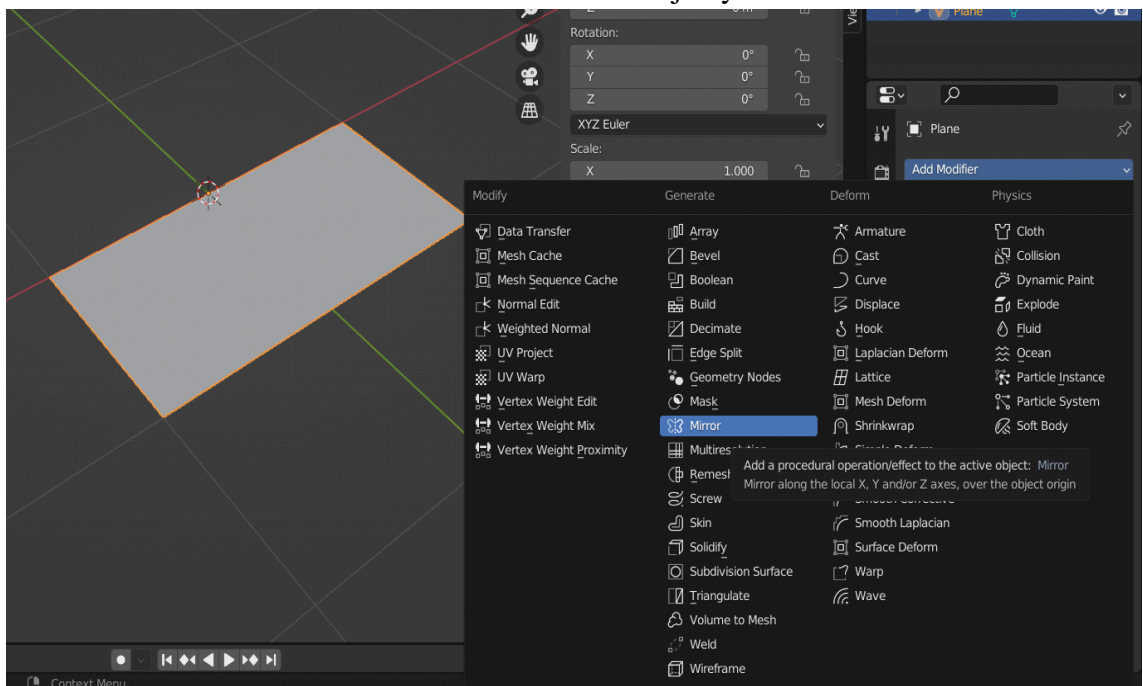 Plane
Rotation:
X 0°
Y 0°
Z 0°
XYZ Euler
Scale:
X 1.000
Plane
Add Modifier
Modify Generate Deform Physics
Data Transfer Array Armature Cloth
Mesh Cache Bevel Cast Collision
Mesh Sequence Cache Boolean Curve Dynamic Paint
Normal Edit Build Displace Explode
Weighted Normal Decimate Hook Fluid
UV Project Edge Split Laplacian Deform Ocean
UV Warp Geometry Nodes Lattice Particle Instance
Vertex Weight Edit Mask Mesh Deform Particle System
Vertex Weight Mix Mirror Shrinkwrap Soft Body
Vertex Weight Proximity
Add a procedural operation/effect to the active object: Mirror
Mirror along the local X, Y and/or Z axes, over the object origin
Screw
Skin Smooth Laplacian
Solidify Surface Deform
Subdivision Surface Warp
Triangulate Wave
Volume to Mesh
Weld
Wireframe
Context Menu